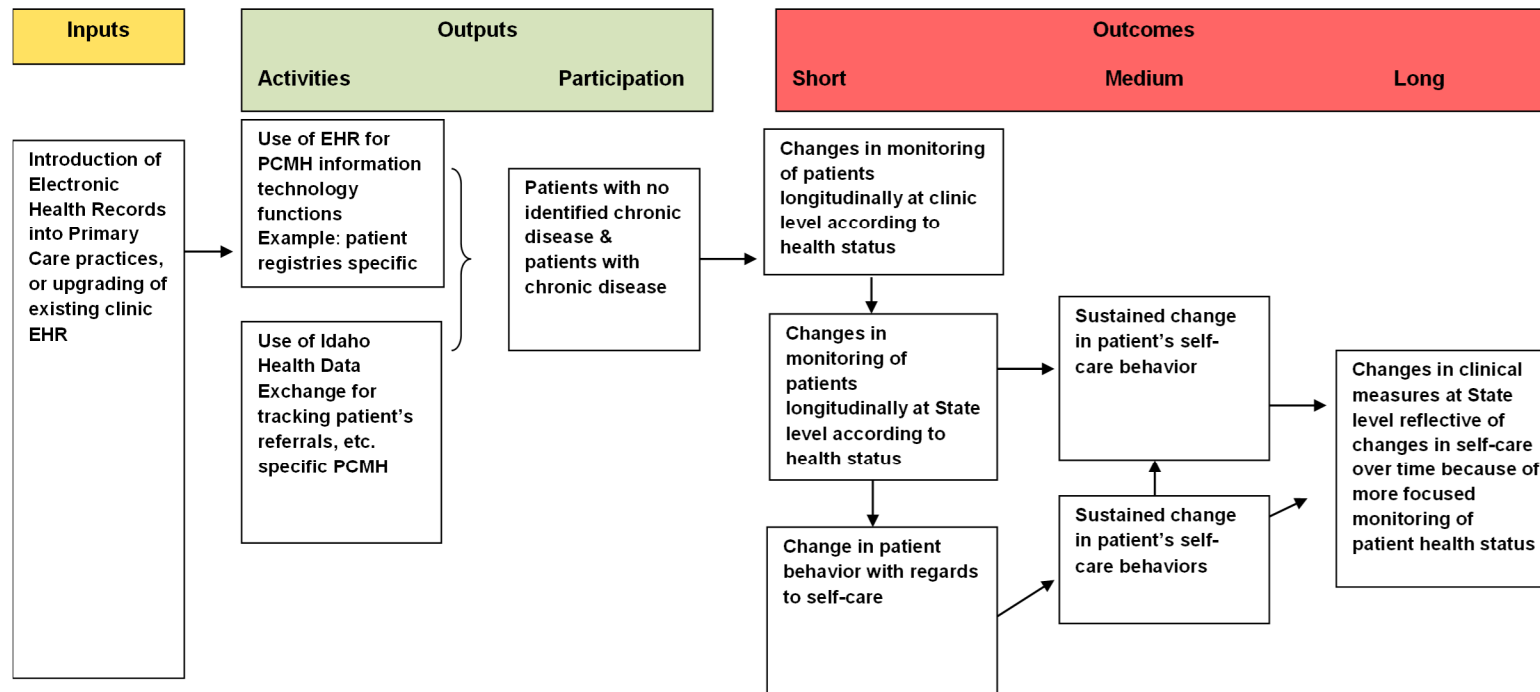 Inputs
Outputs
Activities Participation
Outcomes
Short Medium Long
Introduction of
Electronic
Health Records
into Primary
Care practices,
or upgrading of
existing clinic
EHR
Use of EHR for
PCMH information
technology
functions
Example: patient
registries specific
Use of Idaho
Health Data
Exchange for
tracking patient’s
referrals, etc.
specific PCMH
Patients with no
identified chronic
disease &
patients with
chronic disease
Changes in monitoring
of patients
longitudinally at clinic
level according to
health status
Changes in
monitoring of
patients
longitudinally at State
level according to
health status
Change in patient
behavior with regards
to self-care
Sustained change
in patient’s self-
care behavior
Sustained change
in patient’s self-
care behaviors
Changes in clinical
measures at State
level reflective of
changes in self-care
over time because of
more focused
monitoring of
patient health status